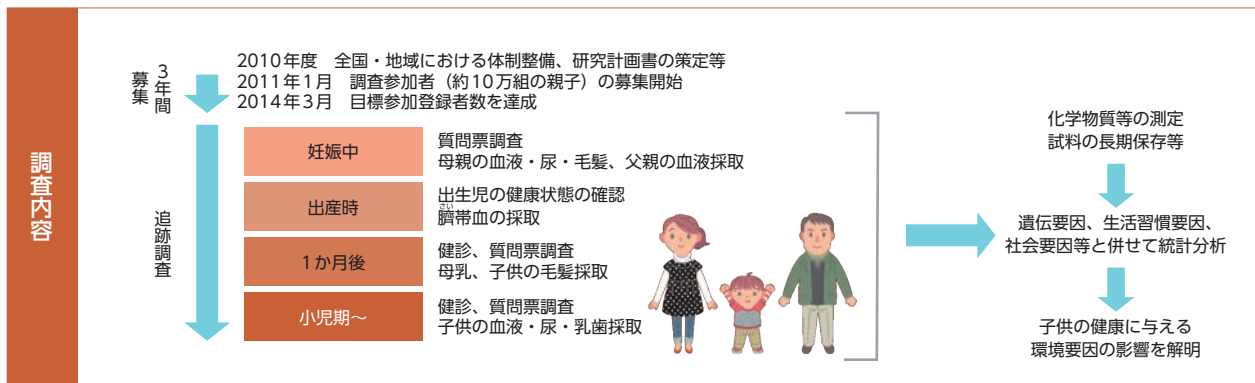 調査内容
3年間
募集
2010年度　全国・地域における体制整備、研究計画書の策定等
2011年1月　調査参加者（約10万組の親子）の募集開始
2014年3月　目標参加登録者数を達成
追跡調査
妊娠中
質問票調査
母親の血液・尿・毛髪、父親の血液採取
出産時
出生児の健康状態の確認
さい
臍帯血の採取
1か月後
健診、質問票調査
母乳、子供の毛髪採取
小児期～
健診、質問票調査
子供の血液・尿・乳歯採取
化学物質等の測定
試料の長期保存等
遺伝要因、生活習慣要因、
社会要因等と併せて統計分析
子供の健康に与える
環境要因の影響を解明